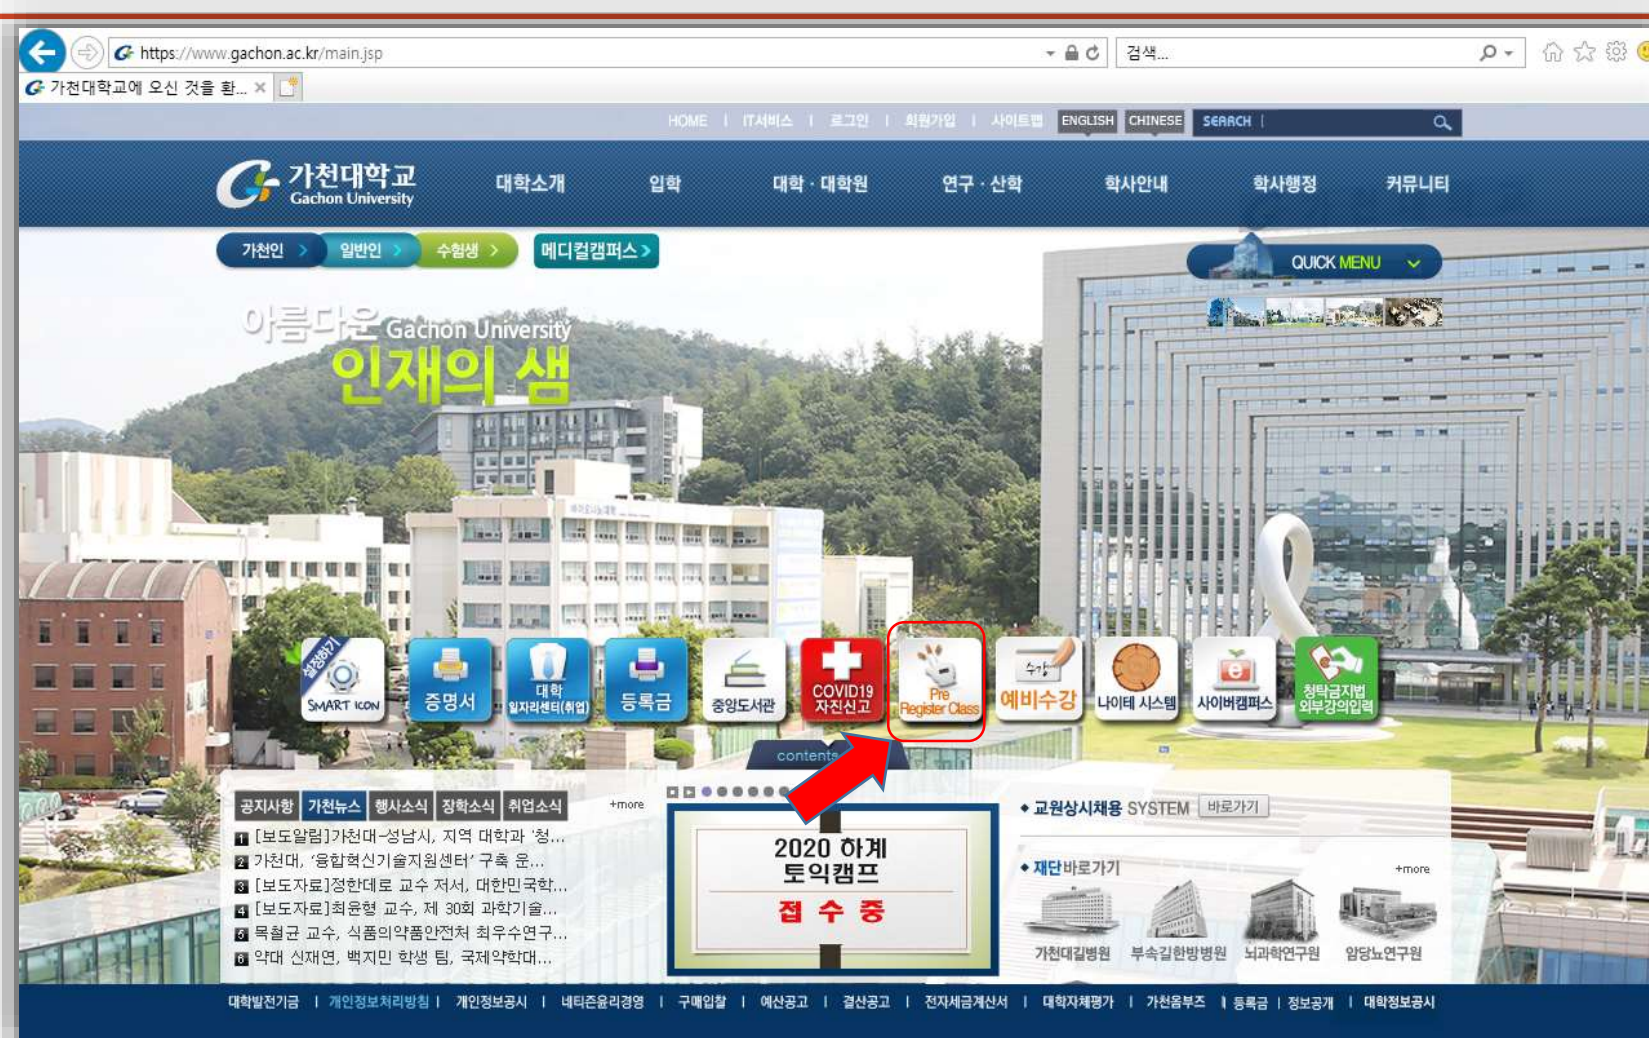 https://www.gachon.ac.kr/main.jsp
검색...
가천대학교에 오신 것을 환...
HOME | IT서비스 | 로그인 | 회원가입 | 사이트맵 ENGLISH CHINESE SEARCH
가천대학교
Gachon University
대학소개 입학 대학 · 대학원 연구 · 산학 학사안내 학사행정 커뮤니티
가천인 > 일반인 > 수험생 > 메디컬캠퍼스 >
QUICK MENU
아름다운 Gachon University
인재의 샘
설정하기
SMART ICON
증명서
대학
일자리센터(취업)
등록금
중앙도서관
COVID19
자진신고
Pre
Register Class
수강
예비수강
나이테 시스템
사이버캠퍼스
청탁금지법
외부강의입력
contents
공지사항 가천뉴스 행사소식 장학소식 취업소식 +more
1 [보도알림]가천대-성남시, 지역 대학과 '청...
2 가천대, '융합혁신기술지원센터' 구축 운...
3 [보도자료]정한데로 교수 저서, 대한민국학...
4 [보도자료]최윤형 교수, 제 30회 과학기술...
5 목철균 교수, 식품의약품안전처 최우수연구...
6 약대 신재연, 백지민 학생 팀, 국제약학대...
2020 하계
토익캠프
접 수 중
교원상시채용 SYSTEM 바로가기
재단바로가기 +more
가천대길병원 부속길한방병원 뇌과학연구원 암당뇨연구원
대학발전기금 | 개인정보처리방침 | 개인정보공시 | 네티즌윤리경영 | 구매입찰 | 예산공고 | 결산공고 | 전자세금계산서 | 대학자체평가 | 가천옴부즈 | 등록금 | 정보공개 | 대학정보공시